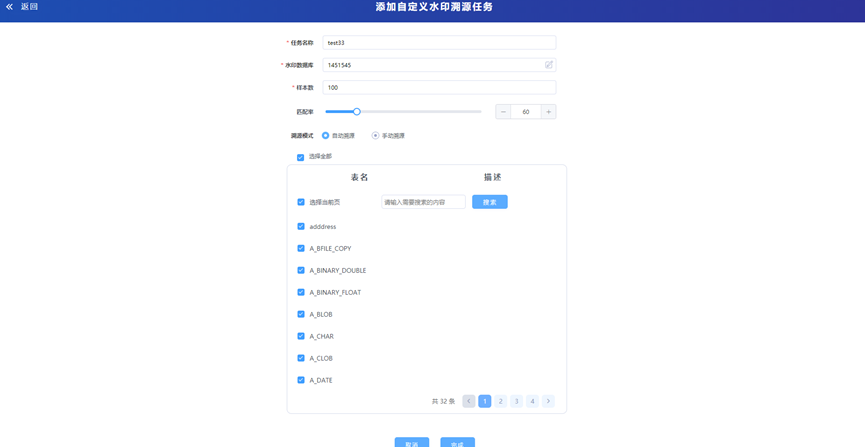 返回
添加自定义水印溯源任务
* 任务名称 test33
* 水印数据库 1451545
* 样本数 100
匹配率 60
溯源模式 自动溯源 手动溯源
选择全部
表名 描述
选择当前页 请输入需要搜索的内容 搜索
adddress
A_BFILE_COPY
A_BINARY_DOUBLE
A_BINARY_FLOAT
A_BLOB
A_CHAR
A_CLOB
A_DATE
共 32 条 < 1 2 3 4 >
取消 完成